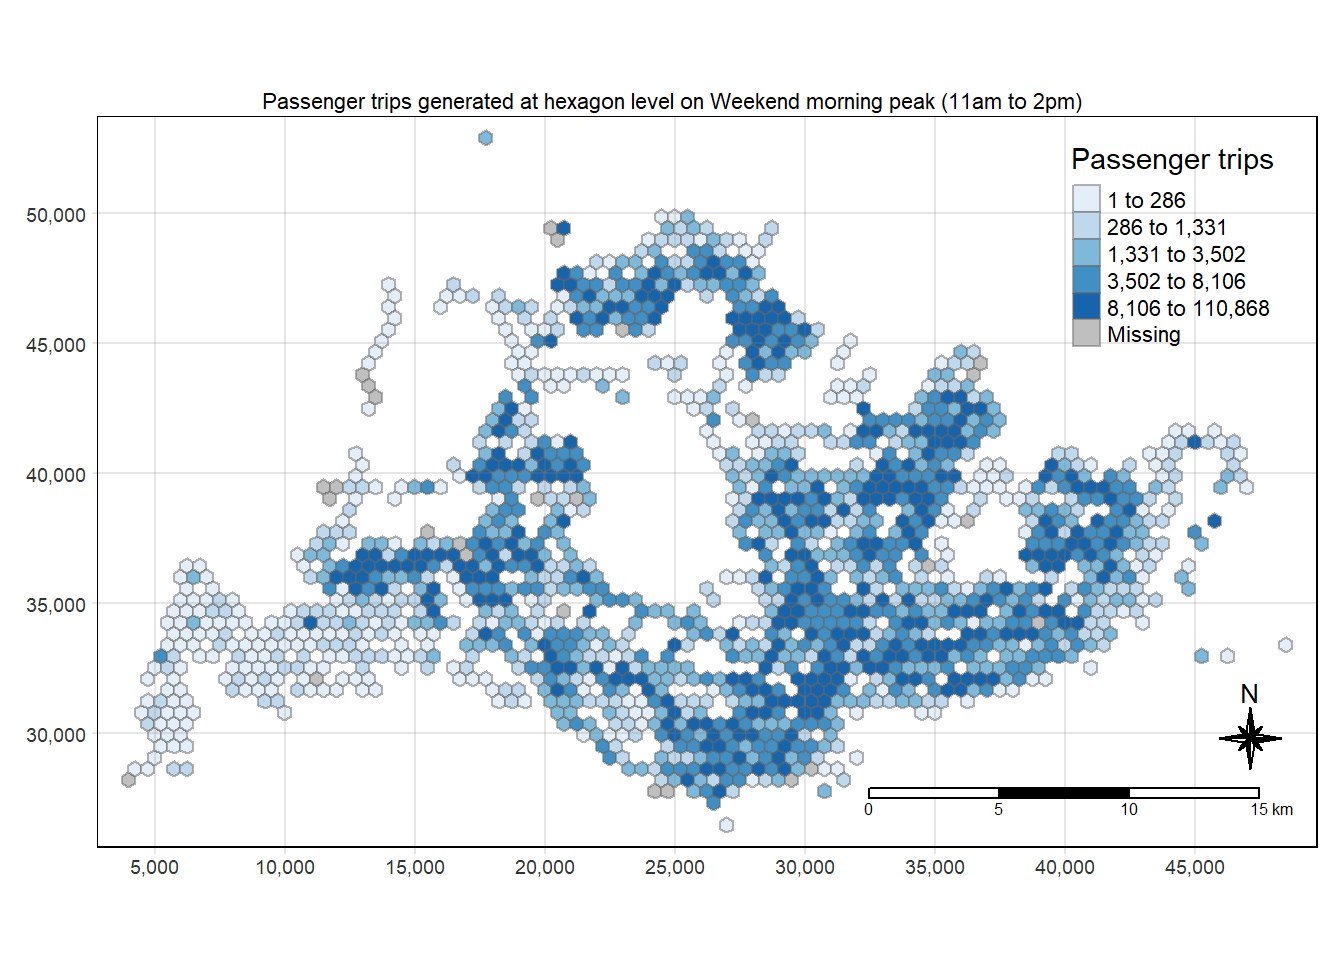 Passenger trips generated at hexagon level on Weekend morning peak (11am to 2pm)
Passenger trips
1 to 286
286 to 1,331
1,331 to 3,502
3,502 to 8,106
8,106 to 110,868
Missing
50,000
45,000
40,000
35,000
30,000
N
0 5 10 15 km
5,000 10,000 15,000 20,000 25,000 30,000 35,000 40,000 45,000